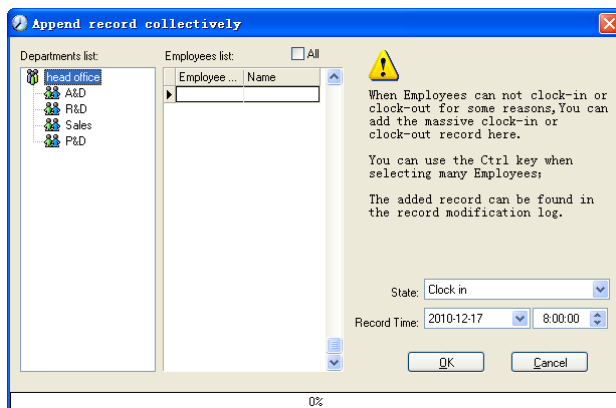 Append record collectively
Departments list:
head office
A&D
R&D
Sales
P&D
Employees list:
All
Employee ...
Name
When Employees can not clock-in or
clock-out for some reasons,You can
add the massive clock-in or
clock-out record here.
You can use the Ctrl key when
selecting many Employees;
The added record can be found in
the record modification log.
State: Clock in
Record Time: 2010-12-17 8:00:00
OK Cancel
0%